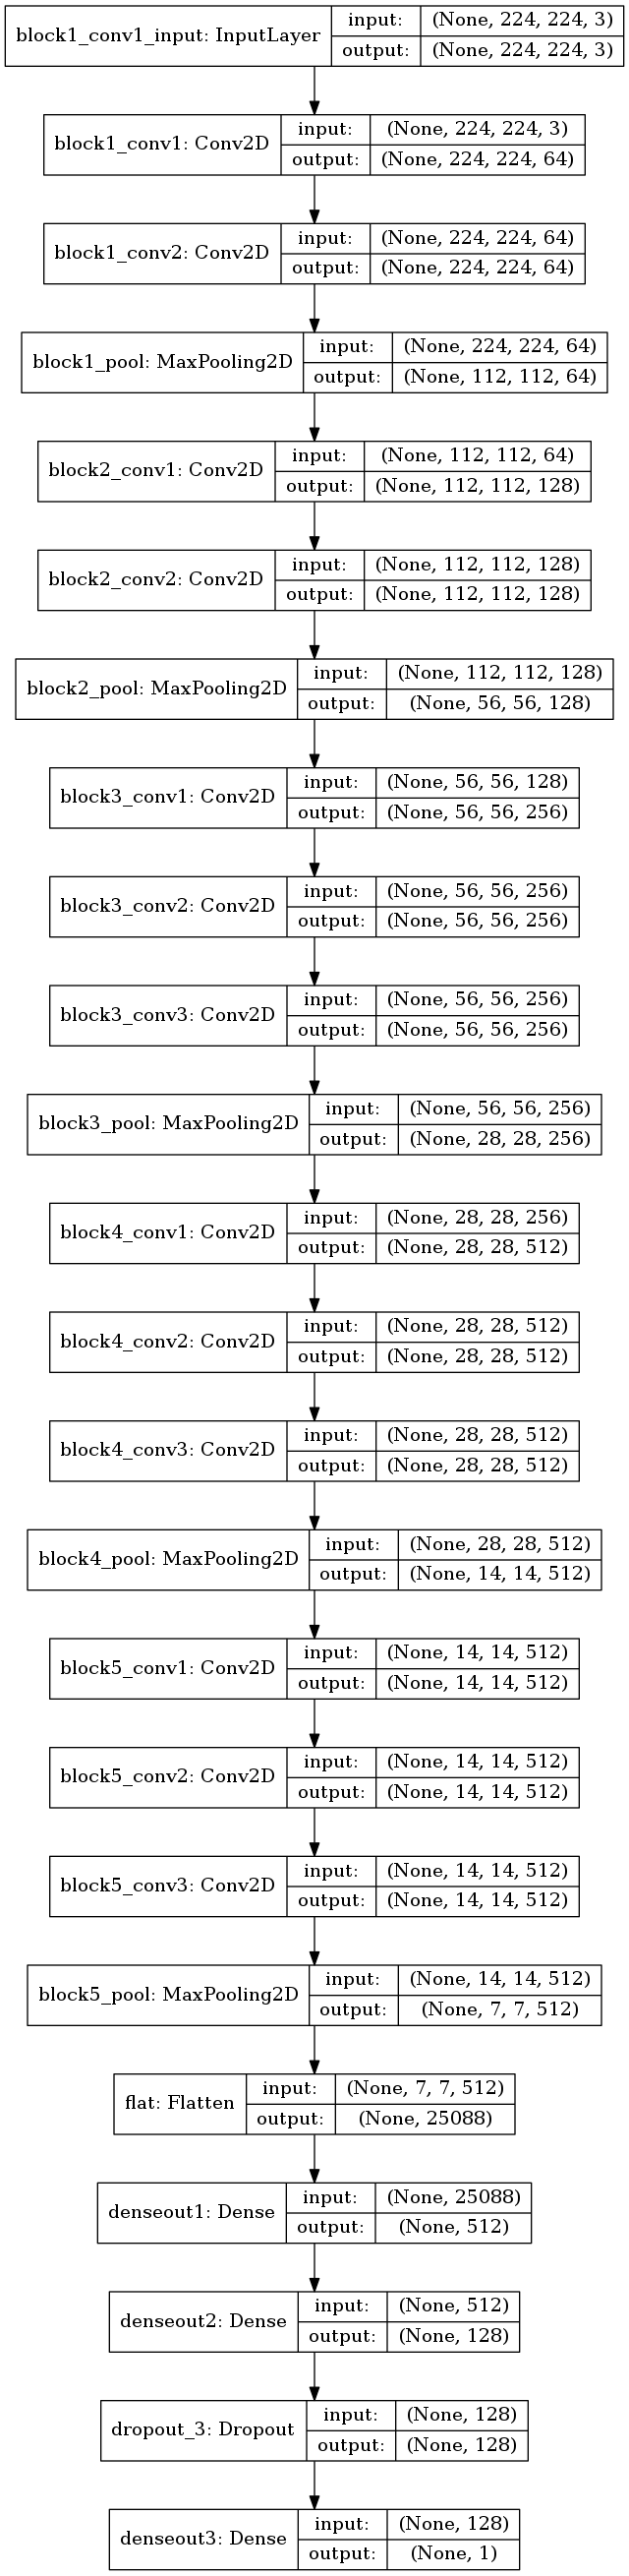 block1_conv1_input: InputLayer input: (None, 224, 224, 3)
output: (None, 224, 224, 3)
block1_conv1: Conv2D input: (None, 224, 224, 3)
output: (None, 224, 224, 64)
block1_conv2: Conv2D input: (None, 224, 224, 64)
output: (None, 224, 224, 64)
block1_pool: MaxPooling2D input: (None, 224, 224, 64)
output: (None, 112, 112, 64)
block2_conv1: Conv2D input: (None, 112, 112, 64)
output: (None, 112, 112, 128)
block2_conv2: Conv2D input: (None, 112, 112, 128)
output: (None, 112, 112, 128)
block2_pool: MaxPooling2D input: (None, 112, 112, 128)
output: (None, 56, 56, 128)
block3_conv1: Conv2D input: (None, 56, 56, 128)
output: (None, 56, 56, 256)
block3_conv2: Conv2D input: (None, 56, 56, 256)
output: (None, 56, 56, 256)
block3_conv3: Conv2D input: (None, 56, 56, 256)
output: (None, 56, 56, 256)
block3_pool: MaxPooling2D input: (None, 56, 56, 256)
output: (None, 28, 28, 256)
block4_conv1: Conv2D input: (None, 28, 28, 256)
output: (None, 28, 28, 512)
block4_conv2: Conv2D input: (None, 28, 28, 512)
output: (None, 28, 28, 512)
block4_conv3: Conv2D input: (None, 28, 28, 512)
output: (None, 28, 28, 512)
block4_pool: MaxPooling2D input: (None, 28, 28, 512)
output: (None, 14, 14, 512)
block5_conv1: Conv2D input: (None, 14, 14, 512)
output: (None, 14, 14, 512)
block5_conv2: Conv2D input: (None, 14, 14, 512)
output: (None, 14, 14, 512)
block5_conv3: Conv2D input: (None, 14, 14, 512)
output: (None, 14, 14, 512)
block5_pool: MaxPooling2D input: (None, 14, 14, 512)
output: (None, 7, 7, 512)
flat: Flatten input: (None, 7, 7, 512)
output: (None, 25088)
denseout1: Dense input: (None, 25088)
output: (None, 512)
denseout2: Dense input: (None, 512)
output: (None, 128)
dropout_3: Dropout input: (None, 128)
output: (None, 128)
denseout3: Dense input: (None, 128)
output: (None, 1)